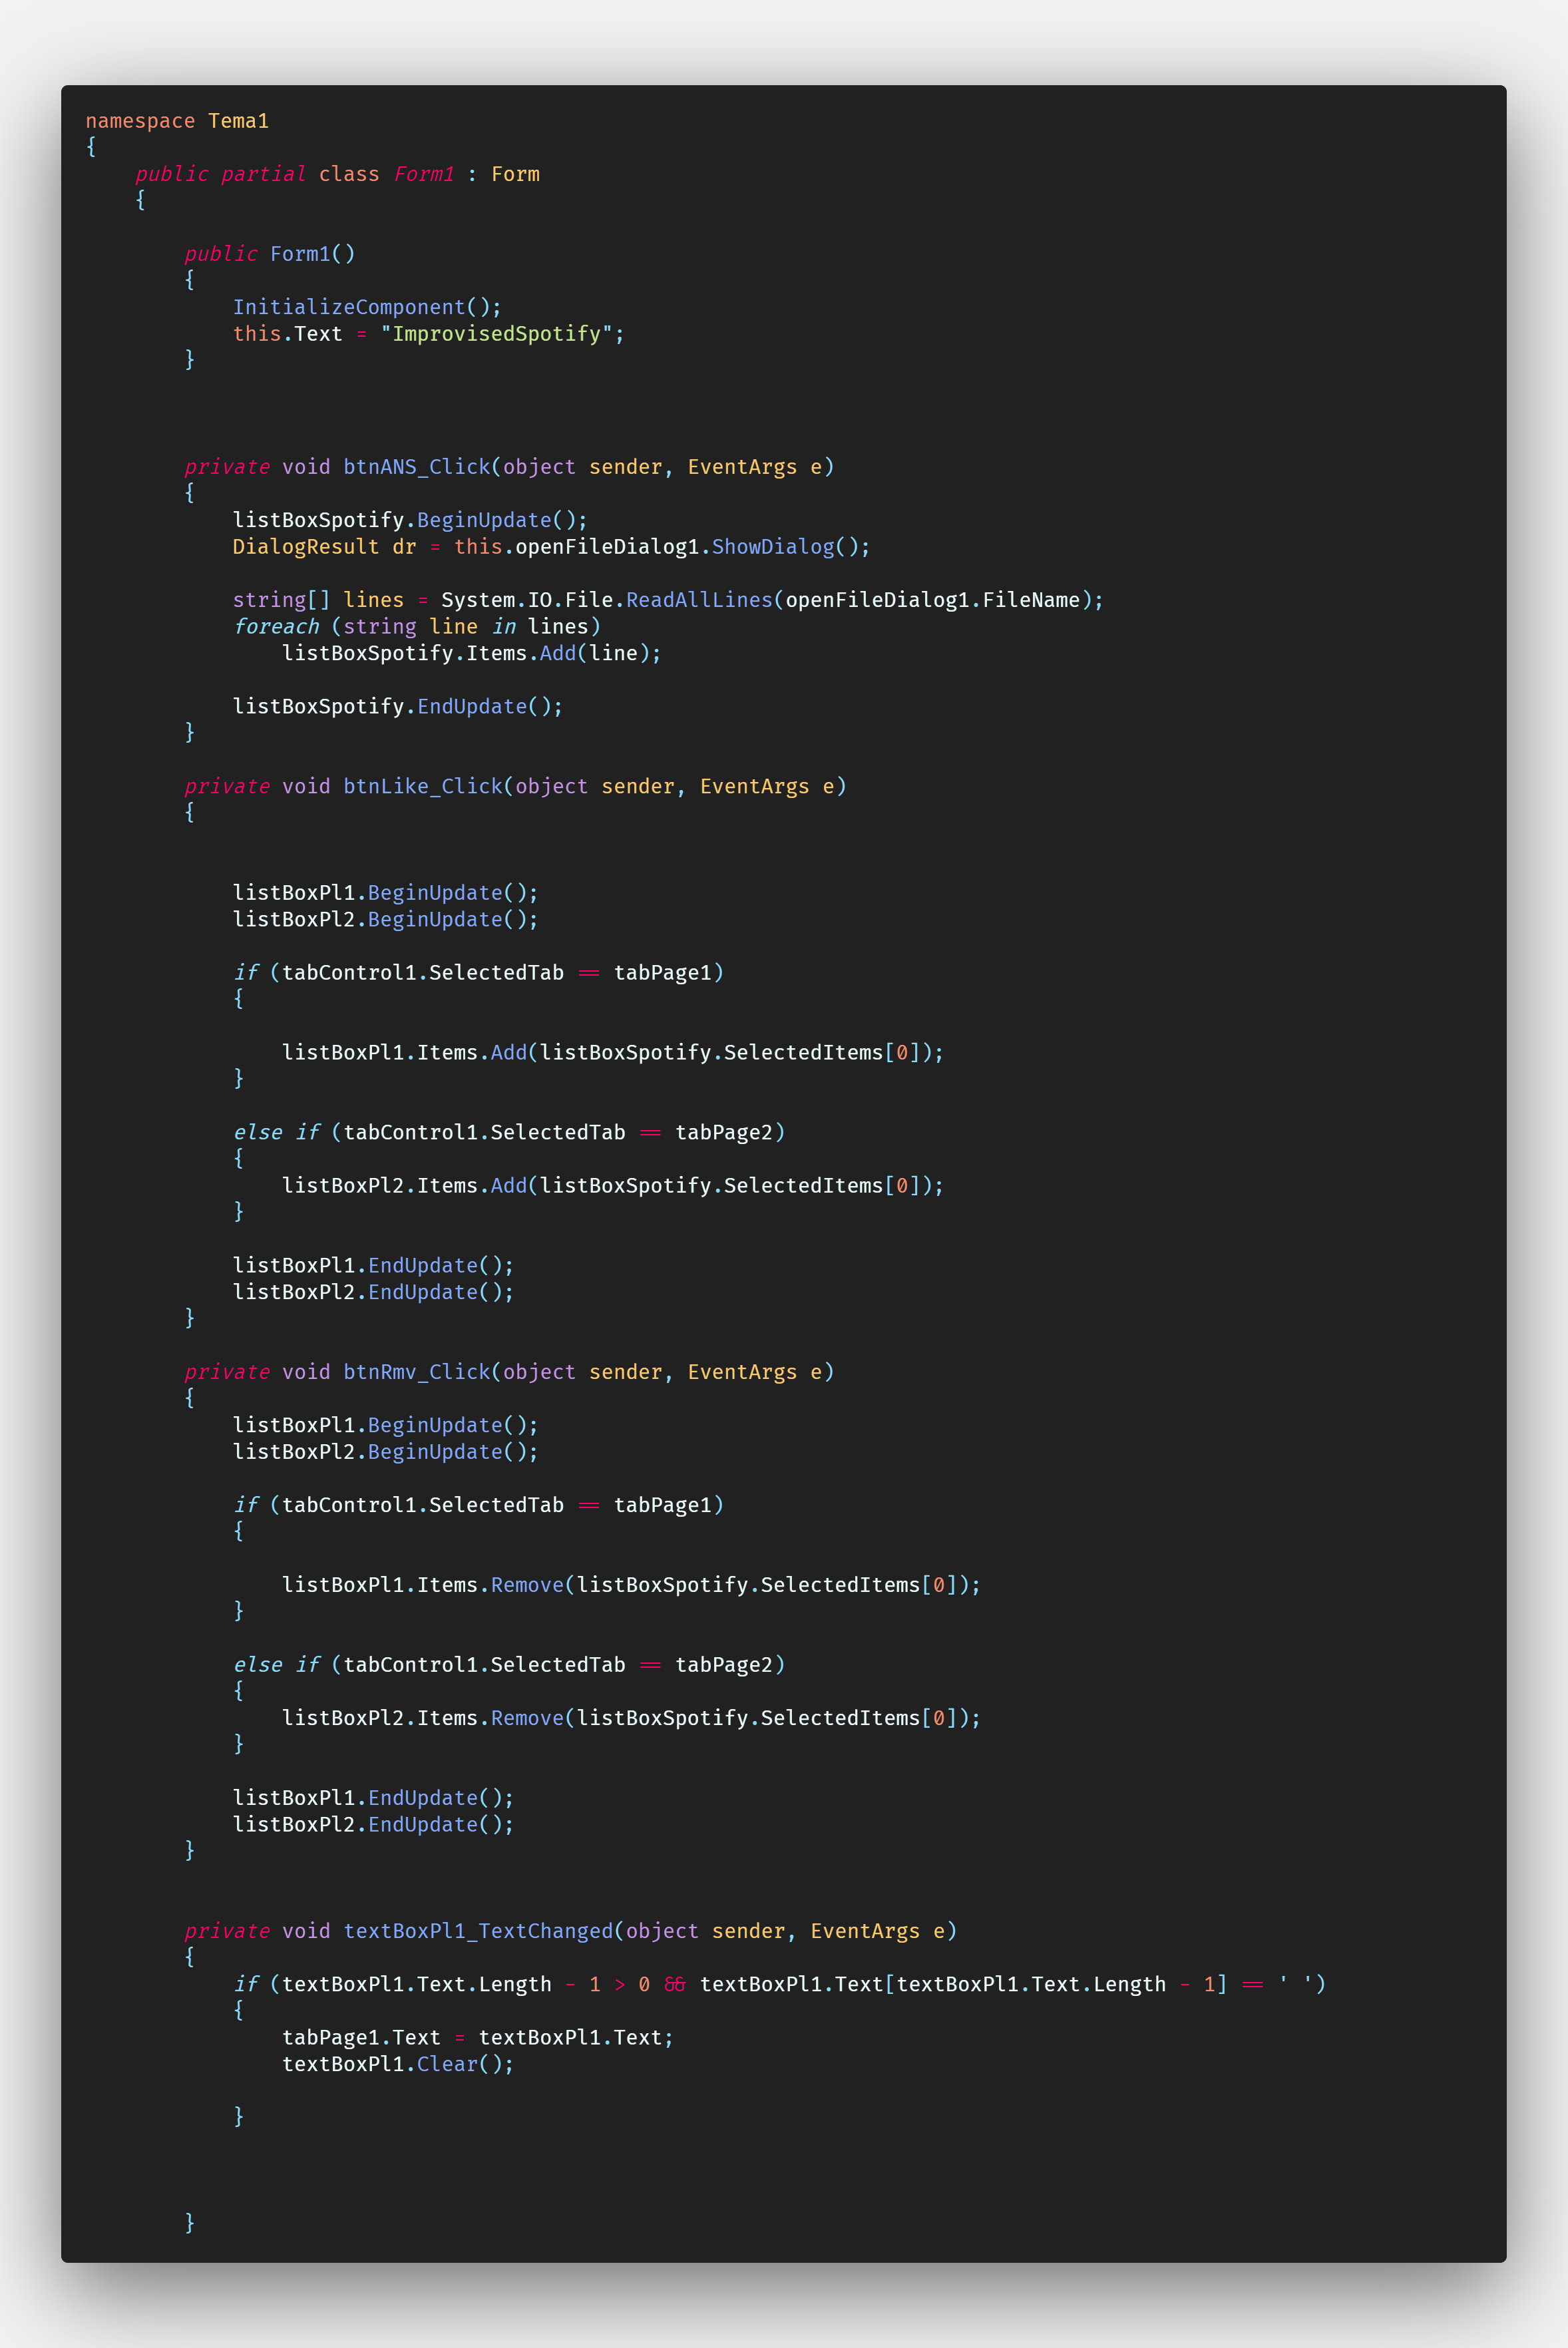 namespace Tema1
{
    public partial class Form1 : Form
    {

        public Form1()
        {
            InitializeComponent();
            this.Text = "ImprovisedSpotify";
        }



        private void btnANS_Click(object sender, EventArgs e)
        {
            listBoxSpotify.BeginUpdate();
            DialogResult dr = this.openFileDialog1.ShowDialog();

            string[] lines = System.IO.File.ReadAllLines(openFileDialog1.FileName);
            foreach (string line in lines)
                listBoxSpotify.Items.Add(line);

            listBoxSpotify.EndUpdate();
        }

        private void btnLike_Click(object sender, EventArgs e)
        {


            listBoxPl1.BeginUpdate();
            listBoxPl2.BeginUpdate();

            if (tabControl1.SelectedTab == tabPage1)
            {

                listBoxPl1.Items.Add(listBoxSpotify.SelectedItems[0]);
            }

            else if (tabControl1.SelectedTab == tabPage2)
            {
                listBoxPl2.Items.Add(listBoxSpotify.SelectedItems[0]);
            }

            listBoxPl1.EndUpdate();
            listBoxPl2.EndUpdate();
        }

        private void btnRmv_Click(object sender, EventArgs e)
        {
            listBoxPl1.BeginUpdate();
            listBoxPl2.BeginUpdate();

            if (tabControl1.SelectedTab == tabPage1)
            {

                listBoxPl1.Items.Remove(listBoxSpotify.SelectedItems[0]);
            }

            else if (tabControl1.SelectedTab == tabPage2)
            {
                listBoxPl2.Items.Remove(listBoxSpotify.SelectedItems[0]);
            }

            listBoxPl1.EndUpdate();
            listBoxPl2.EndUpdate();
        }


        private void textBoxPl1_TextChanged(object sender, EventArgs e)
        {
            if (textBoxPl1.Text.Length - 1 > 0 && textBoxPl1.Text[textBoxPl1.Text.Length - 1] == ' ')
            {
                tabPage1.Text = textBoxPl1.Text;
                textBoxPl1.Clear();

            }



        }